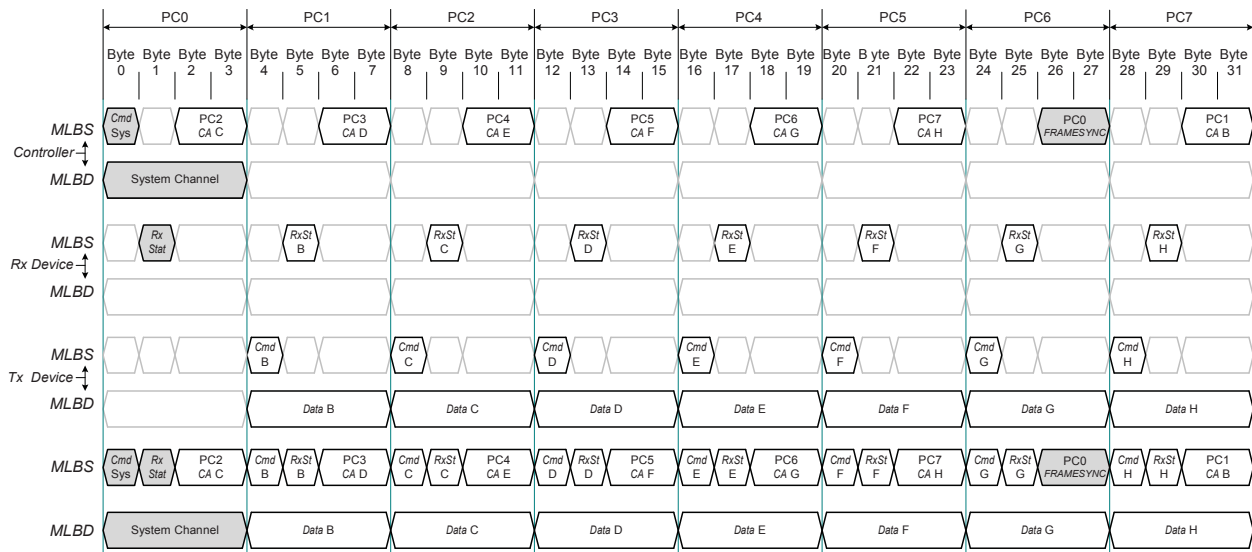 PC0 PC1 PC2 PC3 PC4 PC5 PC6 PC7
Byte Byte Byte Byte Byte Byte Byte Byte Byte Byte Byte Byte Byte Byte Byte Byte Byte Byte Byte Byte Byte Byte Byte Byte Byte Byte Byte Byte Byte Byte Byte Byte
0 1 2 3 4 5 6 7 8 9 10 11 12 13 14 15 16 17 18 19 20 21 22 23 24 25 26 27 28 29 30 31
Cmd PC2 PC3 PC4 PC5 PC6 PC7 PC0 PC1
MLBS Sys CA C CA D CA E CA F CA G CA H FRAMESYNC CA B
Controller
MLBD System Channel
Rx RxSt RxSt RxSt RxSt RxSt RxSt RxSt
MLBS Stat B C D E F G H
Rx Device
MLBD
Cmd Cmd Cmd Cmd Cmd Cmd Cmd
MLBS B C D E F G H
Tx Device
MLBD Data B Data C Data D Data E Data F Data G Data H
Cmd Rx PC2 Cmd RxSt PC3 Cmd RxSt PC4 Cmd RxSt PC5 Cmd RxSt PC6 Cmd RxSt PC7 Cmd RxSt PC0 Cmd RxSt PC1
MLBS Sys Stat CA C B B CA D C C CA E D D CA F E E CA G F F CA H G G FRAMESYNC H H CA B
MLBD System Channel Data B Data C Data D Data E Data F Data G Data H